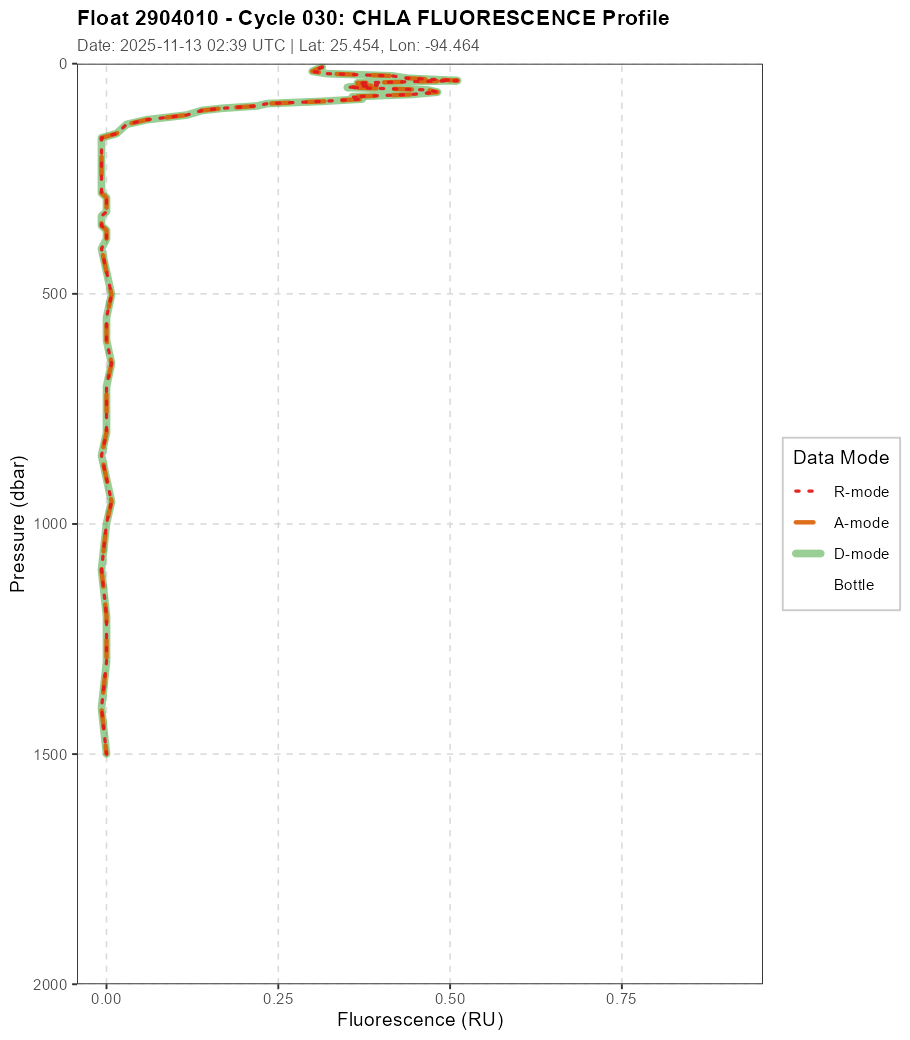 Float 2904010 - Cycle 030: CHLA FLUORESCENCE Profile
Date: 2025-11-13 02:39 UTC | Lat: 25.454, Lon: -94.464
0
500
1000
1500
2000
Pressure (dbar)
0.00 0.25 0.50 0.75
Fluorescence (RU)
Data Mode
R-mode
A-mode
D-mode
Bottle